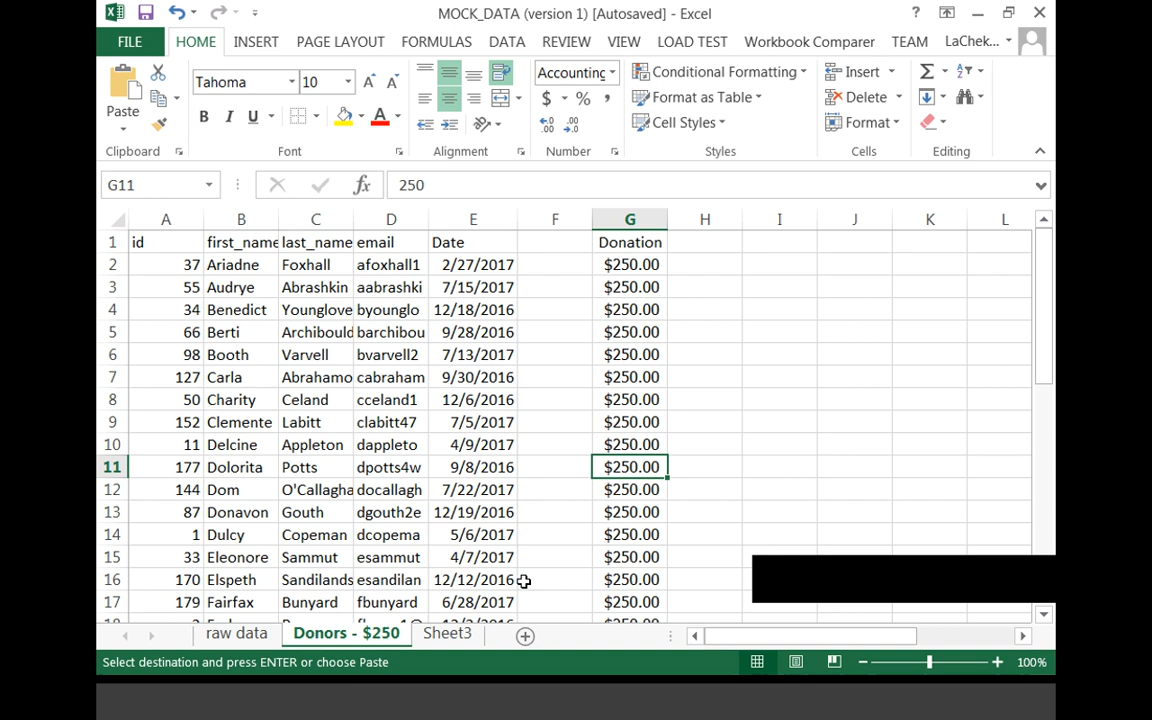 MOCK_DATA (version 1) [Autosaved] - Excel
FILE HOME INSERT PAGE LAYOUT FORMULAS DATA REVIEW VIEW LOAD TEST Workbook Comparer TEAM LaChek...
Tahoma 10 Accounting Conditional Formatting Insert
Paste $ % , Format as Table Delete
B I U A Cell Styles Format
Clipboard Font Alignment Number Styles Cells Editing
G11 fx 250
A B C D E F G H I J K L
1 id first_name last_name email Date Donation
2 37 Ariadne Foxhall afoxhall1 2/27/2017 $250.00
3 55 Audrye Abrashkin aabrashki 7/15/2017 $250.00
4 34 Benedict Younglove byounglo 12/18/2016 $250.00
5 66 Berti Archibould barchibou 9/28/2016 $250.00
6 98 Booth Varvell bvarvell2 7/13/2017 $250.00
7 127 Carla Abrahamo cabraham 9/30/2016 $250.00
8 50 Charity Celand cceland1 12/6/2016 $250.00
9 152 Clemente Labitt clabitt47 7/5/2017 $250.00
10 11 Delcine Appleton dappleto 4/9/2017 $250.00
11 177 Dolorita Potts dpotts4w 9/8/2016 $250.00
12 144 Dom O'Callagha docallagh 7/22/2017 $250.00
13 87 Donavon Gouth dgouth2e 12/19/2016 $250.00
14 1 Dulcy Copeman dcopema 5/6/2017 $250.00
15 33 Eleonore Sammut esammut 4/7/2017 $250.00
16 170 Elspeth Sandilands esandilan 12/12/2016 $250.00
17 179 Fairfax Bunyard fbunyard 6/28/2017 $250.00
raw data Donors - $250 Sheet3
Select destination and press ENTER or choose Paste 100%